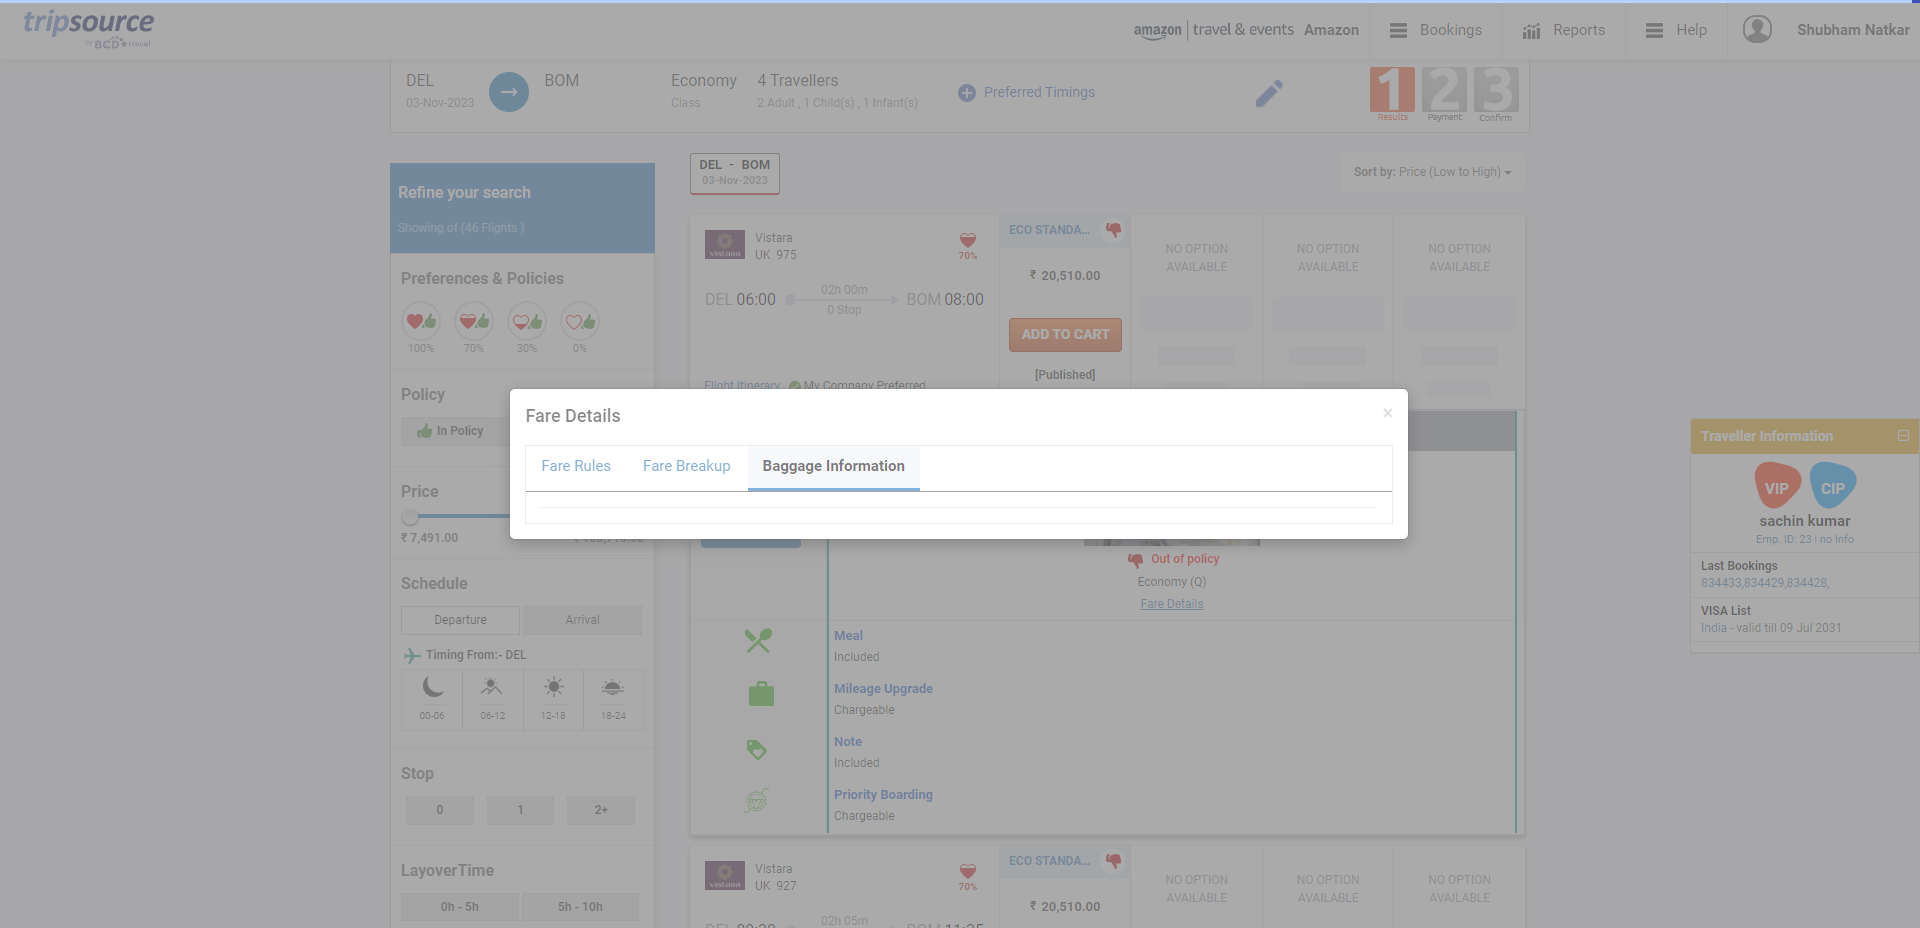 tripsource
by BCD travel
amazon | travel & events Amazon
Bookings
Reports
Help
Shubham Natkar
DEL
03-Nov-2023
BOM
Economy
Class
4 Travellers
2 Adult , 1 Child(s) , 1 Infant(s)
Preferred Timings
1 2 3
Results Payment Confirm
Refine your search
Showing of (46 Flights )
Preferences & Policies
100% 70% 30% 0%
Policy
In Policy
Price
₹ 7,491.00
Schedule
Departure Arrival
Timing From:- DEL
00-06 06-12 12-18 18-24
Stop
0 1 2+
LayoverTime
0h - 5h 5h - 10h
DEL - BOM
03-Nov-2023
Sort by: Price (Low to High)
VISTARA
Vistara
UK 975
70%
DEL 06:00
02h 00m
0 Stop
BOM 08:00
Flight Itinerary My Company Preferred
ECO STANDA...
₹ 20,510.00
ADD TO CART
[Published]
NO OPTION
AVAILABLE
NO OPTION
AVAILABLE
NO OPTION
AVAILABLE
Fare Details
×
Fare Rules Fare Breakup Baggage Information
Out of policy
Economy (Q)
Fare Details
Meal
Included
Mileage Upgrade
Chargeable
Note
Included
Priority Boarding
Chargeable
VISTARA
Vistara
UK 927
70%
02h 05m
ECO STANDA...
₹ 20,510.00
NO OPTION
AVAILABLE
NO OPTION
AVAILABLE
NO OPTION
AVAILABLE
Traveller Information
VIP CIP
sachin kumar
Emp. ID: 23 | no Info
Last Bookings
834433,834429,834428,
VISA List
India - valid till 09 Jul 2031